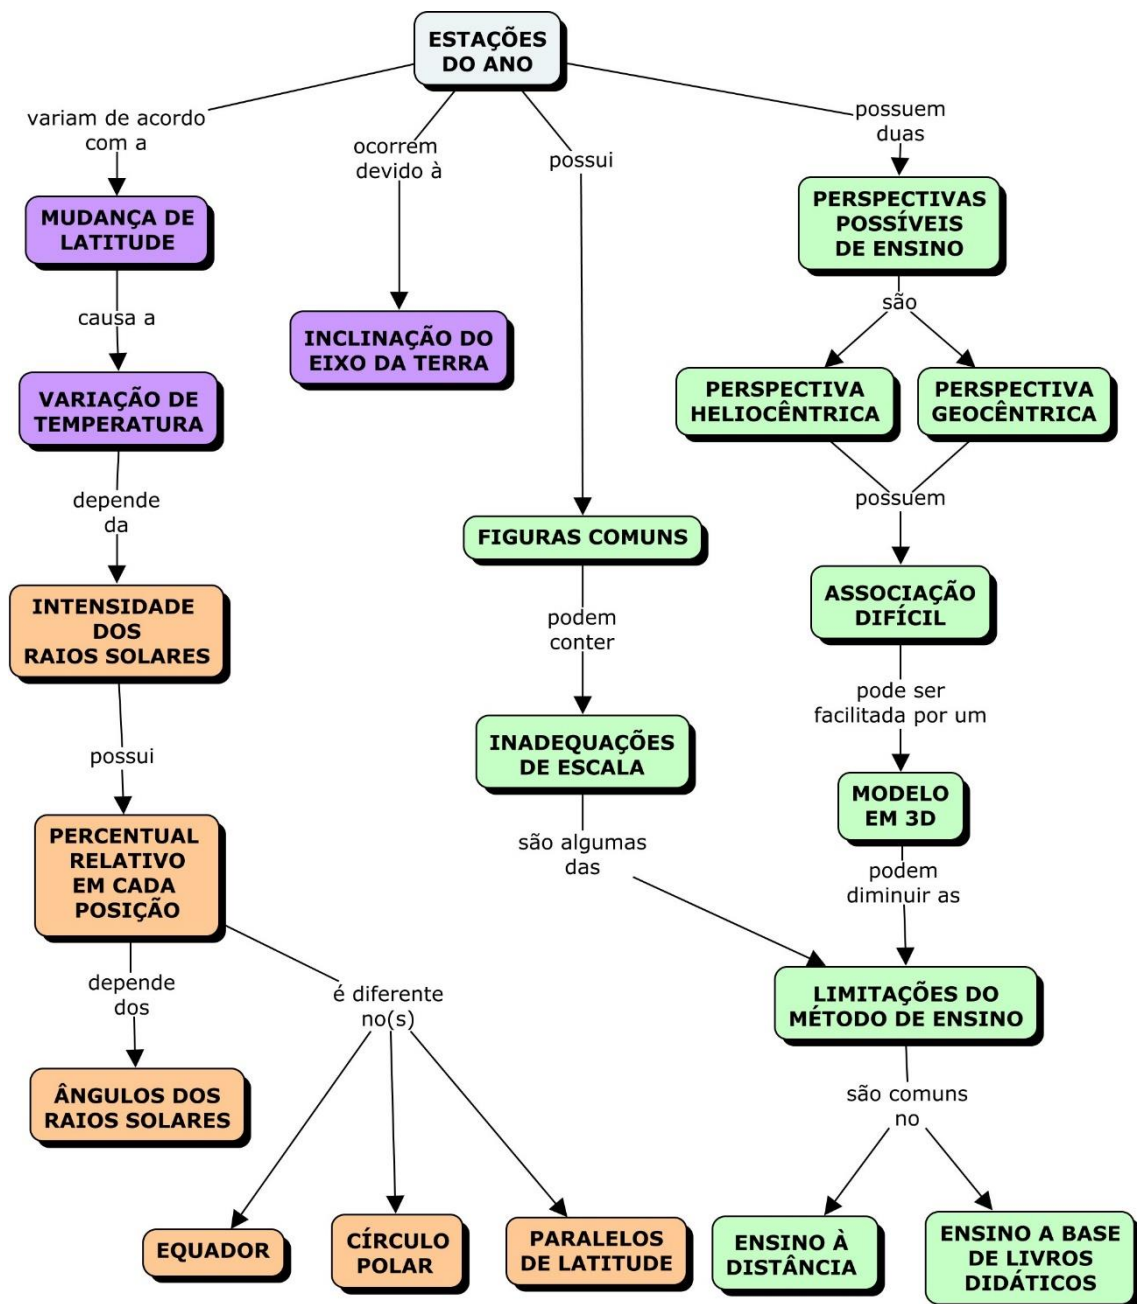 ESTAÇÕES
DO ANO
variam de acordo
com a
ocorrem
devido à
possui
possuem
duas
MUDANÇA DE
LATITUDE
PERSPECTIVAS
POSSÍVEIS
DE ENSINO
causa a
INCLINAÇÃO DO
EIXO DA TERRA
são
VARIAÇÃO DE
TEMPERATURA
PERSPECTIVA
HELIOCÊNTRICA
PERSPECTIVA
GEOCÊNTRICA
depende
da
possuem
FIGURAS COMUNS
INTENSIDADE
DOS
RAIOS SOLARES
podem
conter
ASSOCIAÇÃO
DIFÍCIL
possui
INADEQUAÇÕES
DE ESCALA
pode ser
facilitada por um
PERCENTUAL
RELATIVO
EM CADA
POSIÇÃO
são algumas
das
MODELO
EM 3D
podem
diminuir as
depende
dos
é diferente
no(s)
LIMITAÇÕES DO
MÉTODO DE ENSINO
ÂNGULOS DOS
RAIOS SOLARES
são comuns
no
EQUADOR
CÍRCULO
POLAR
PARALELOS
DE LATITUDE
ENSINO À
DISTÂNCIA
ENSINO A BASE
DE LIVROS
DIDÁTICOS